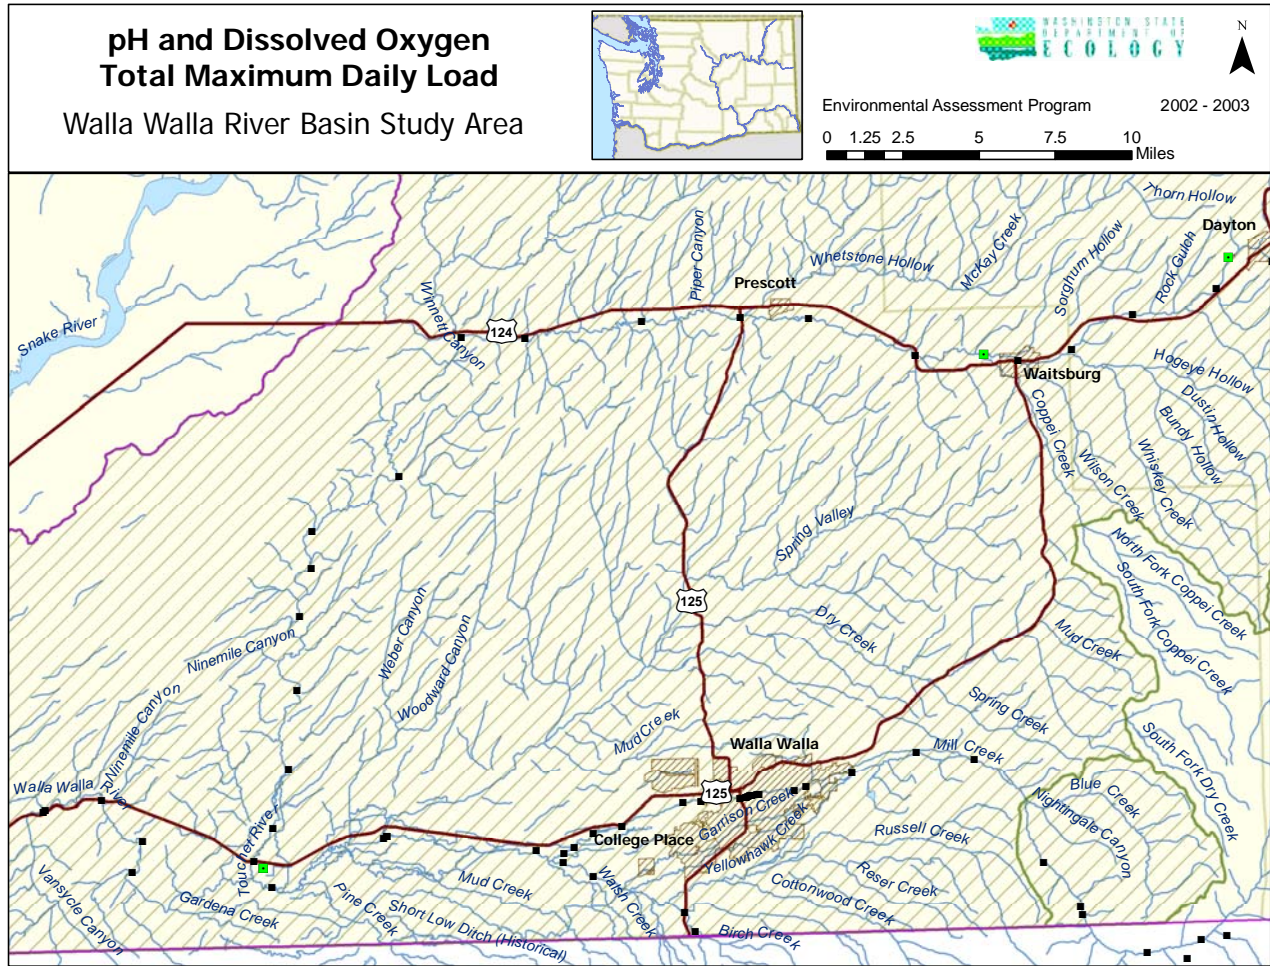 pH and Dissolved Oxygen
Total Maximum Daily Load
Walla Walla River Basin Study Area
WASHINGTON STATE
DEPARTMENT OF
ECOLOGY
N
Environmental Assessment Program
2002 - 2003
0 1.25 2.5 5 7.5 10
Miles
Thorn Hollow
Dayton
Piper Canyon
Whetstone Hollow
McKay Creek
Sorghum Hollow
Rock Gulch
Prescott
Winnett Canyon
Snake River
124
Waitsburg
Hogeye Hollow
Dustin Hollow
Bundy Hollow
Coppei Creek
Wilson Creek
Whiskey Creek
Spring Valley
North Fork Coppei Creek
South Fork Coppei Creek
125
Weber Canyon
Woodward Canyon
Dry Creek
Mud Creek
Ninemile Canyon
Ninemile Canyon
Spring Creek
Mud Creek
Walla Walla
Mill Creek
South Fork Dry Creek
Walla Walla
River
125
Blue Creek
Nightingale Canyon
Garrison Creek
Yellowhawk Creek
College Place
Russell Creek
Touchet River
Reser Creek
Cottonwood Creek
Vansycle Canyon
Gardena Creek
Pine Creek
Mud Creek
Short Low Ditch (Historical)
Walsh Creek
Birch Creek